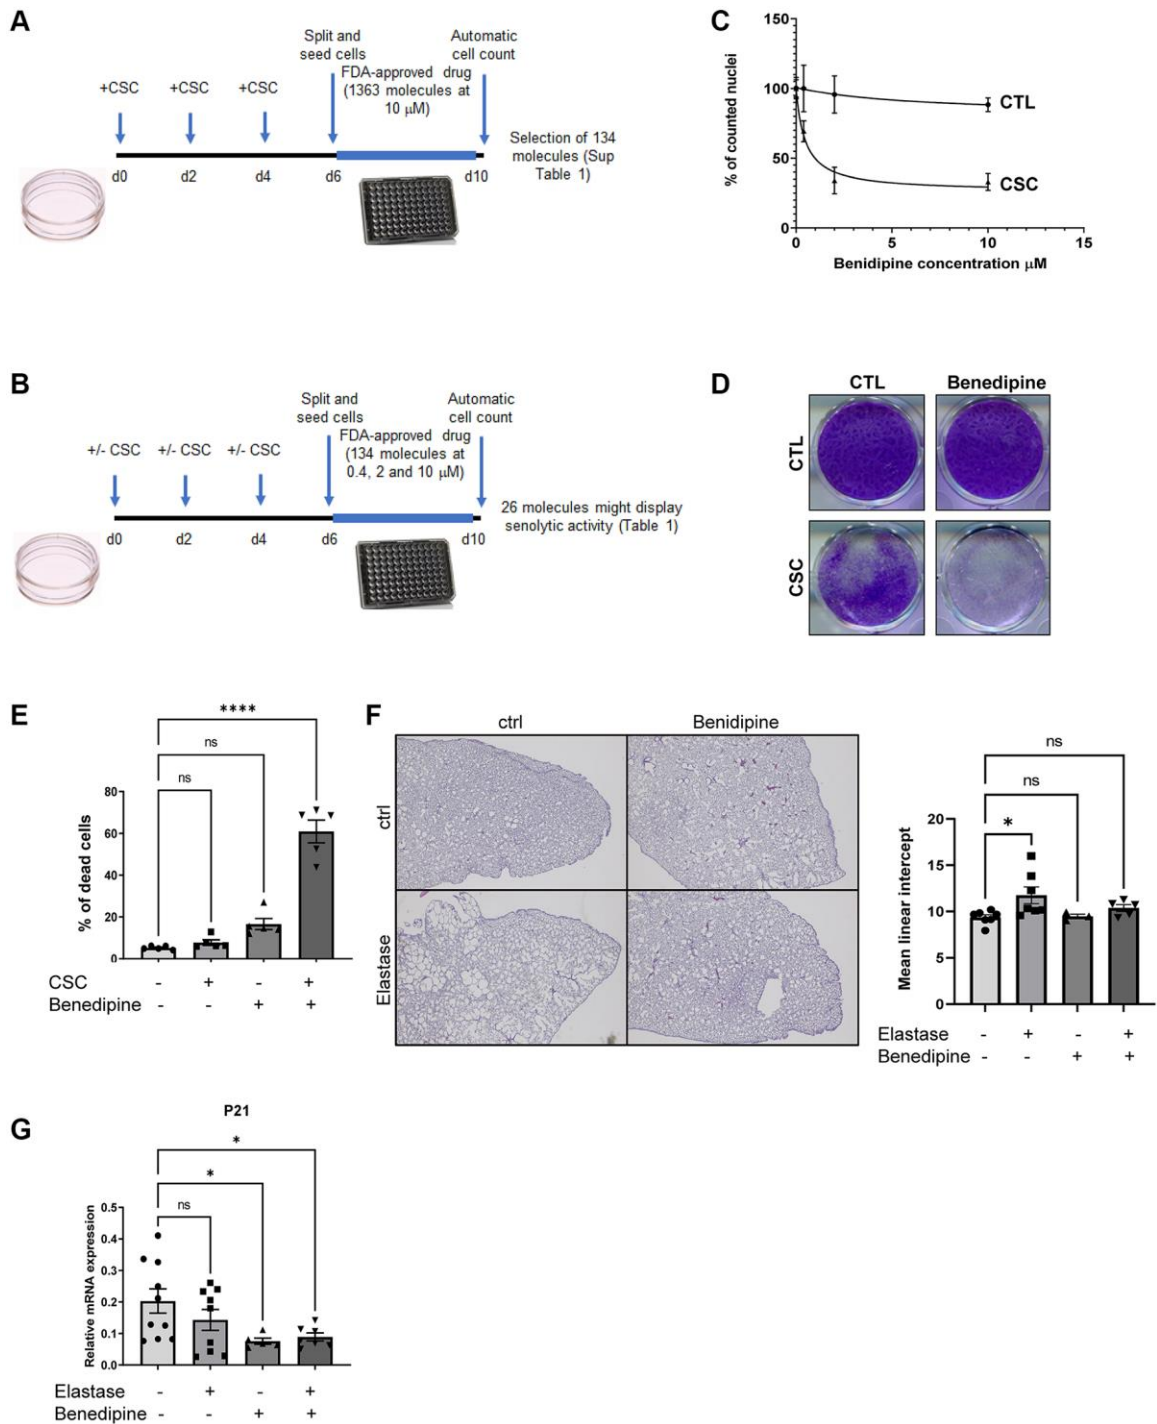 A
Split and
seed cells
Automatic
cell count
+CSC
+CSC
+CSC
FDA-approved drug
(1363 molecules at
10 μM)
Selection of 134
molecules (Sup
Table 1)
d0
d2
d4
d6
d10
C
% of counted nuclei
150
100
50
0
CTL
CSC
0
5
10
15
Benidipine concentration μM
B
Split and
seed cells
Automatic
cell count
+/- CSC
+/- CSC
+/- CSC
FDA-approved drug
(134 molecules at
0.4, 2 and 10 μM)
26 molecules might display
senolytic activity (Table 1)
d0
d2
d4
d6
d10
D
CTL
Benedipine
CTL
CSC
E
****
ns
ns
% of dead cells
80
60
40
20
0
CSC - + - +
Benedipine - - + +
F
ctrl
Benidipine
ctrl
Elastase
ns
ns
*
Mean linear intercept
20
15
10
5
0
Elastase - + - +
Benedipine - - + +
G
P21
*
*
ns
Relative mRNA expression
0.5
0.4
0.3
0.2
0.1
0.0
Elastase - + - +
Benedipine - - + +